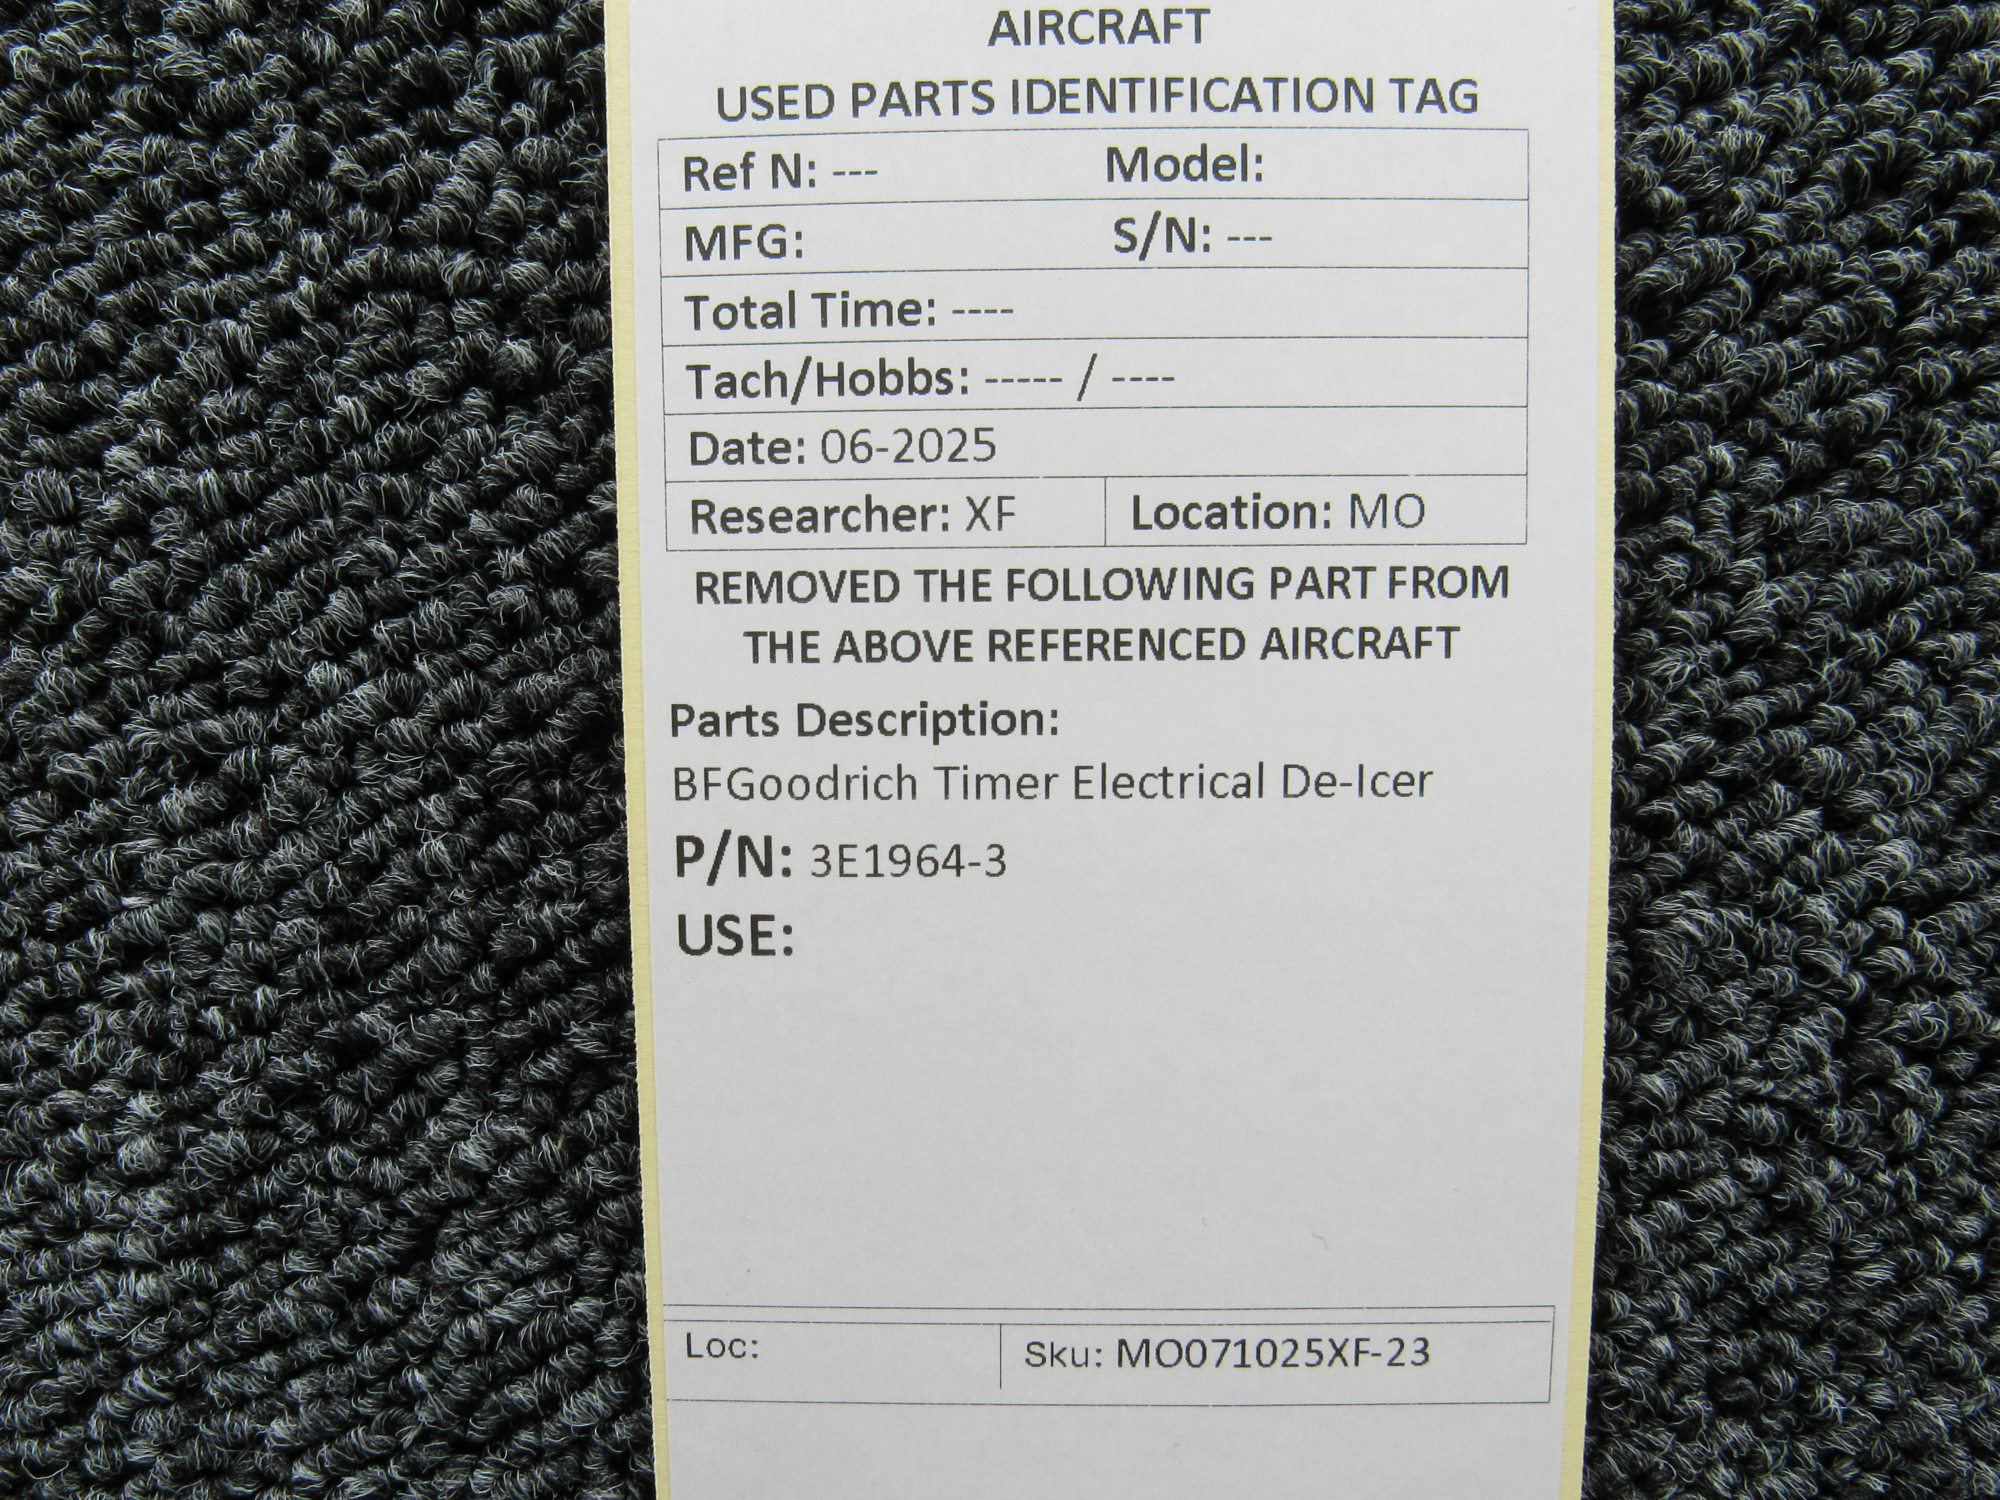 AIRCRAFT
USED PARTS IDENTIFICATION TAG
Ref N: --- Model:
MFG: S/N: ---
Total Time: ----
Tach/Hobbs: ----- / ----
Date: 06-2025
Researcher: XF Location: MO
REMOVED THE FOLLOWING PART FROM
THE ABOVE REFERENCED AIRCRAFT
Parts Description:
BFGoodrich Timer Electrical De-Icer
P/N: 3E1964-3
USE:
Loc: Sku: MO071025XF-23